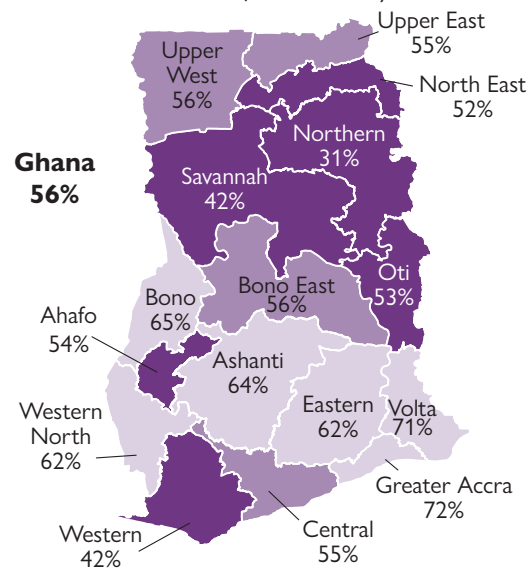 Upper East
55%
Upper
West
56%
North East
52%
Northern
31%
Ghana
56%
Savannah
42%
Oti
53%
Bono East
56%
Bono
65%
Ahafo
54%
Ashanti
64%
Eastern
62%
Volta
71%
Western
North
62%
Greater Accra
72%
Central
55%
Western
42%